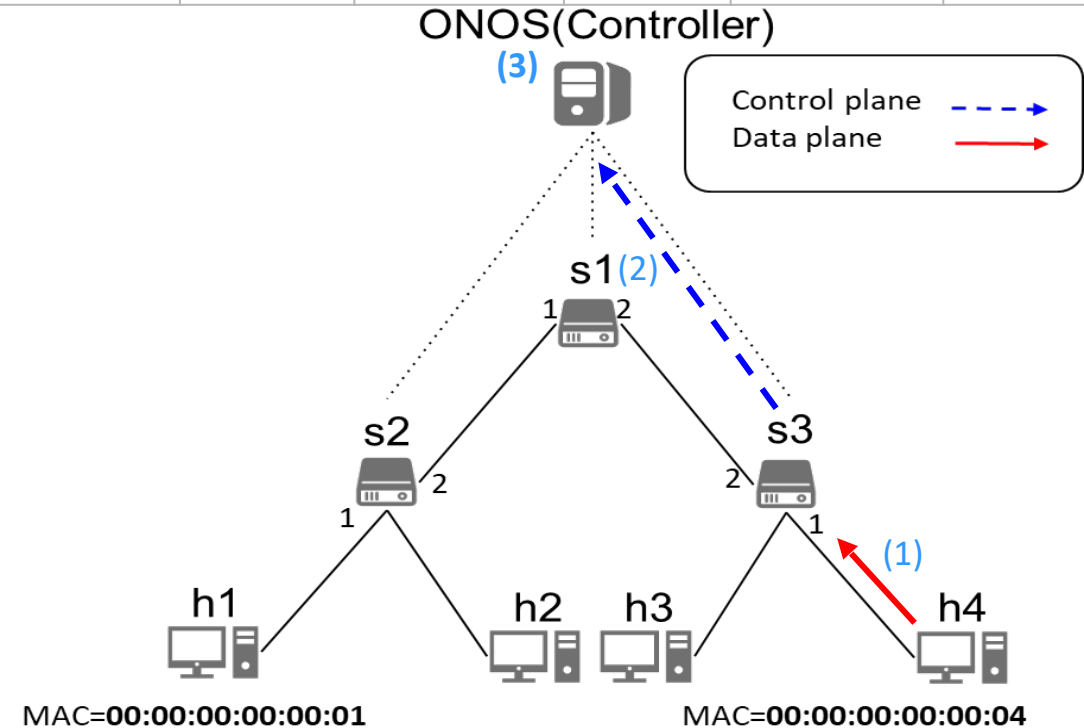 ONOS(Controller)
(3)
Control plane
Data plane
s1 (2)
1 2
s2
s3
2
2
1
1
(1)
h1
h2
h3
h4
MAC=00:00:00:00:00:01
MAC=00:00:00:00:00:04